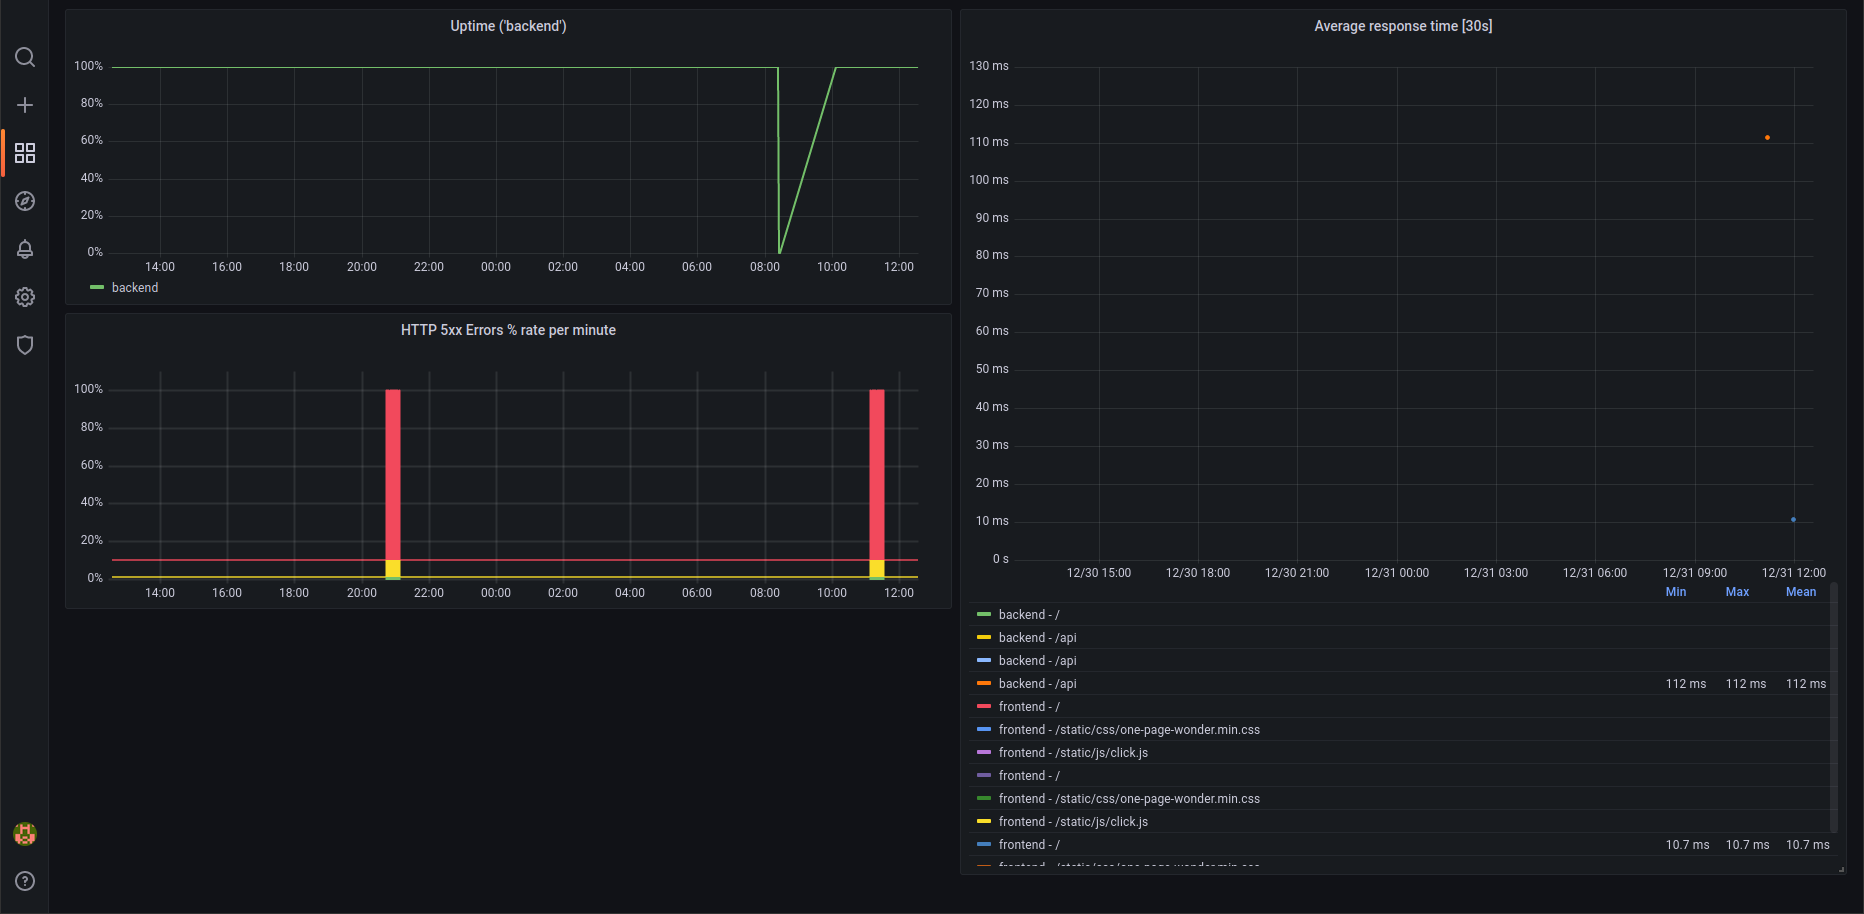 Uptime ('backend')
100%
80%
60%
40%
20%
0%
14:00 16:00 18:00 20:00 22:00 00:00 02:00 04:00 06:00 08:00 10:00 12:00
backend
HTTP 5xx Errors % rate per minute
100%
80%
60%
40%
20%
0%
14:00 16:00 18:00 20:00 22:00 00:00 02:00 04:00 06:00 08:00 10:00 12:00
Average response time [30s]
130 ms
120 ms
110 ms
100 ms
90 ms
80 ms
70 ms
60 ms
50 ms
40 ms
30 ms
20 ms
10 ms
0 s
12/30 15:00 12/30 18:00 12/30 21:00 12/31 00:00 12/31 03:00 12/31 06:00 12/31 09:00 12/31 12:00
Min Max Mean
backend - /
backend - /api
backend - /api
backend - /api 112 ms 112 ms 112 ms
frontend - /
frontend - /static/css/one-page-wonder.min.css
frontend - /static/js/click.js
frontend - /
frontend - /static/css/one-page-wonder.min.css
frontend - /static/js/click.js
frontend - / 10.7 ms 10.7 ms 10.7 ms